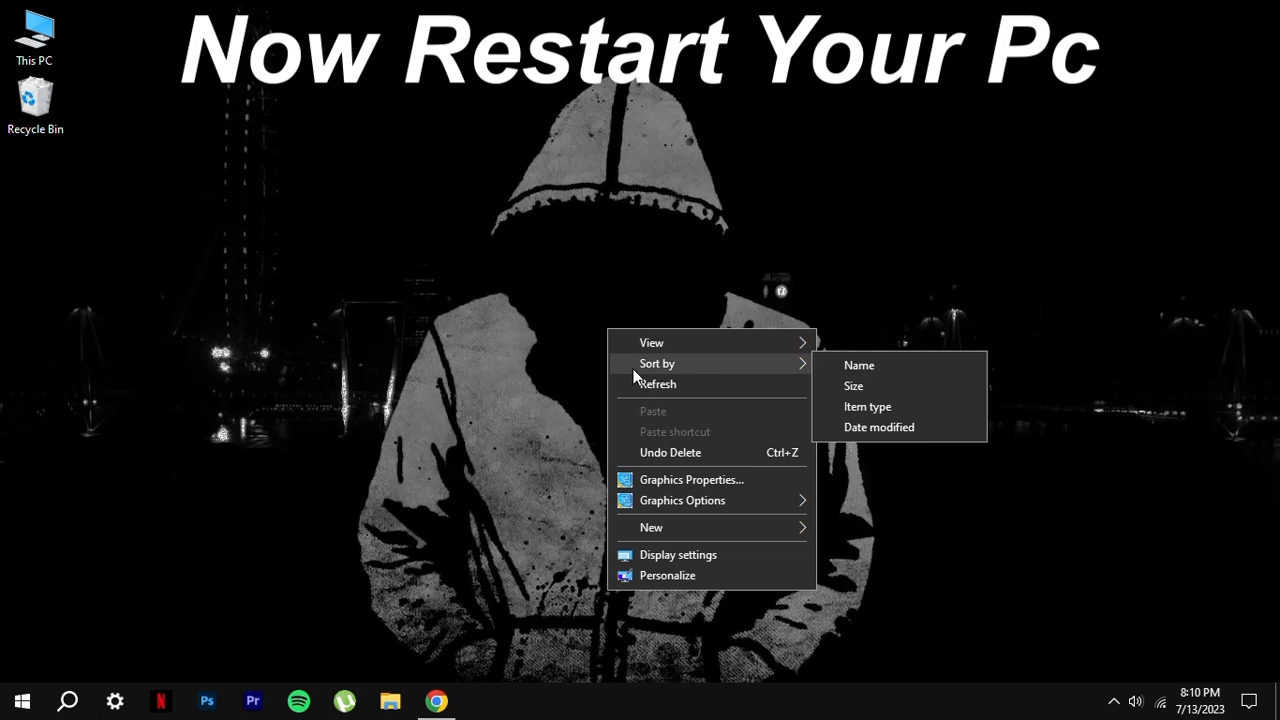 Now Restart Your Pc
This PC
Recycle Bin
View
Sort by
Refresh
Paste
Paste shortcut
Undo Delete Ctrl+Z
Graphics Properties...
Graphics Options
New
Display settings
Personalize
Name
Size
Item type
Date modified
N Ps Pr
8:10 PM
7/13/2023